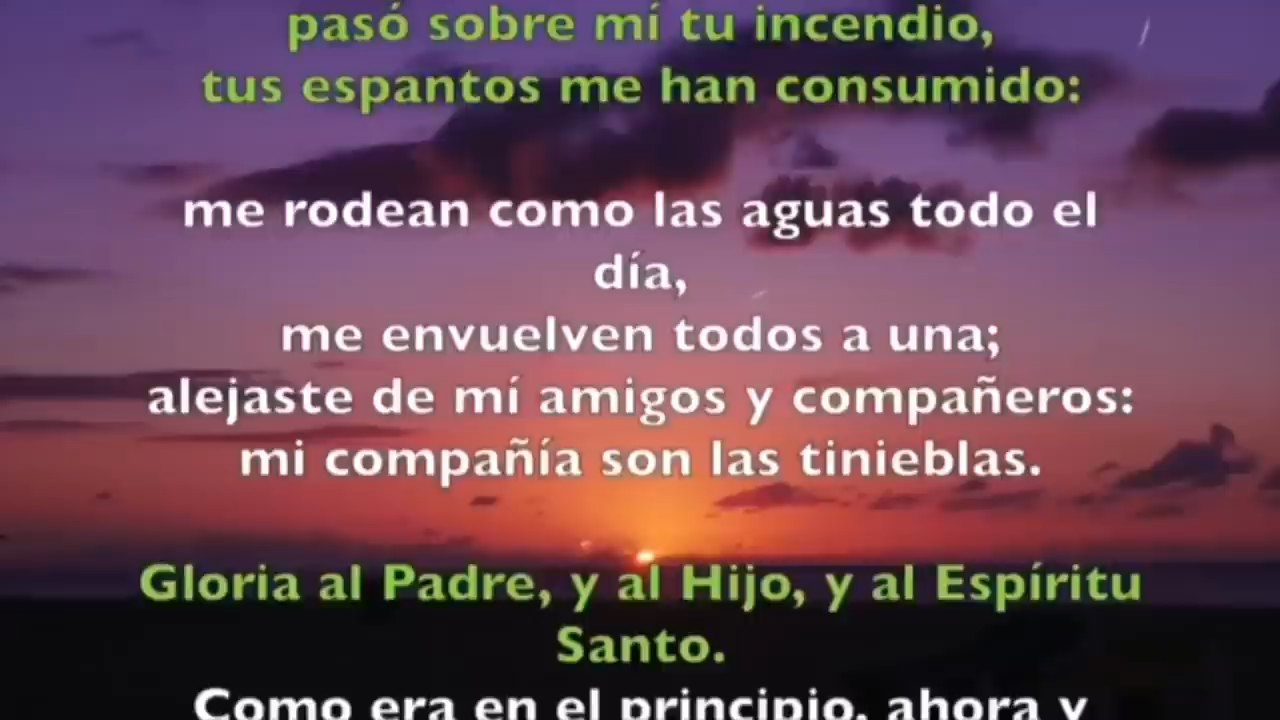 pasó sobre mí tu incendio,
tus espantos me han consumido:
me rodean como las aguas todo el
día,
me envuelven todos a una;
alejaste de mí amigos y compañeros:
mi compañía son las tinieblas.
Gloria al Padre, y al Hijo, y al Espíritu
Santo.
Como era en el principio, ahora y